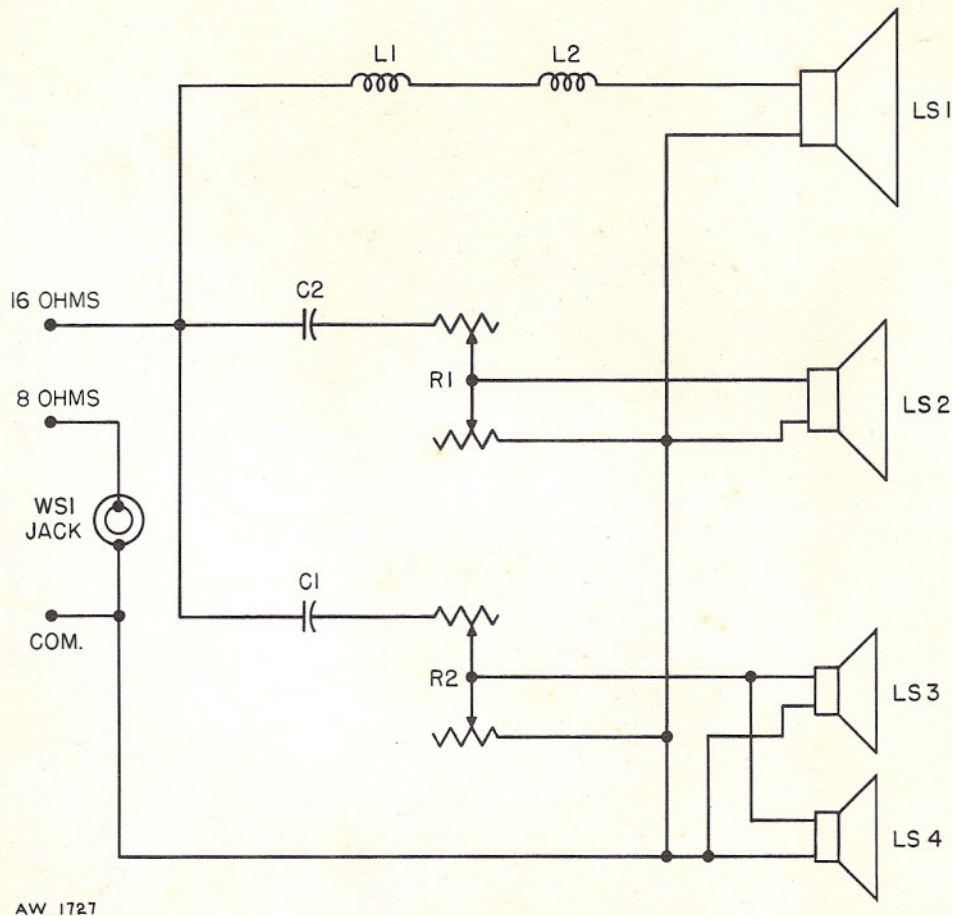 L1
L2
LS1
16 OHMS
C2
8 OHMS
R1
LS2
WS1
JACK
C1
COM.
R2
LS3
LS4
AW 1727